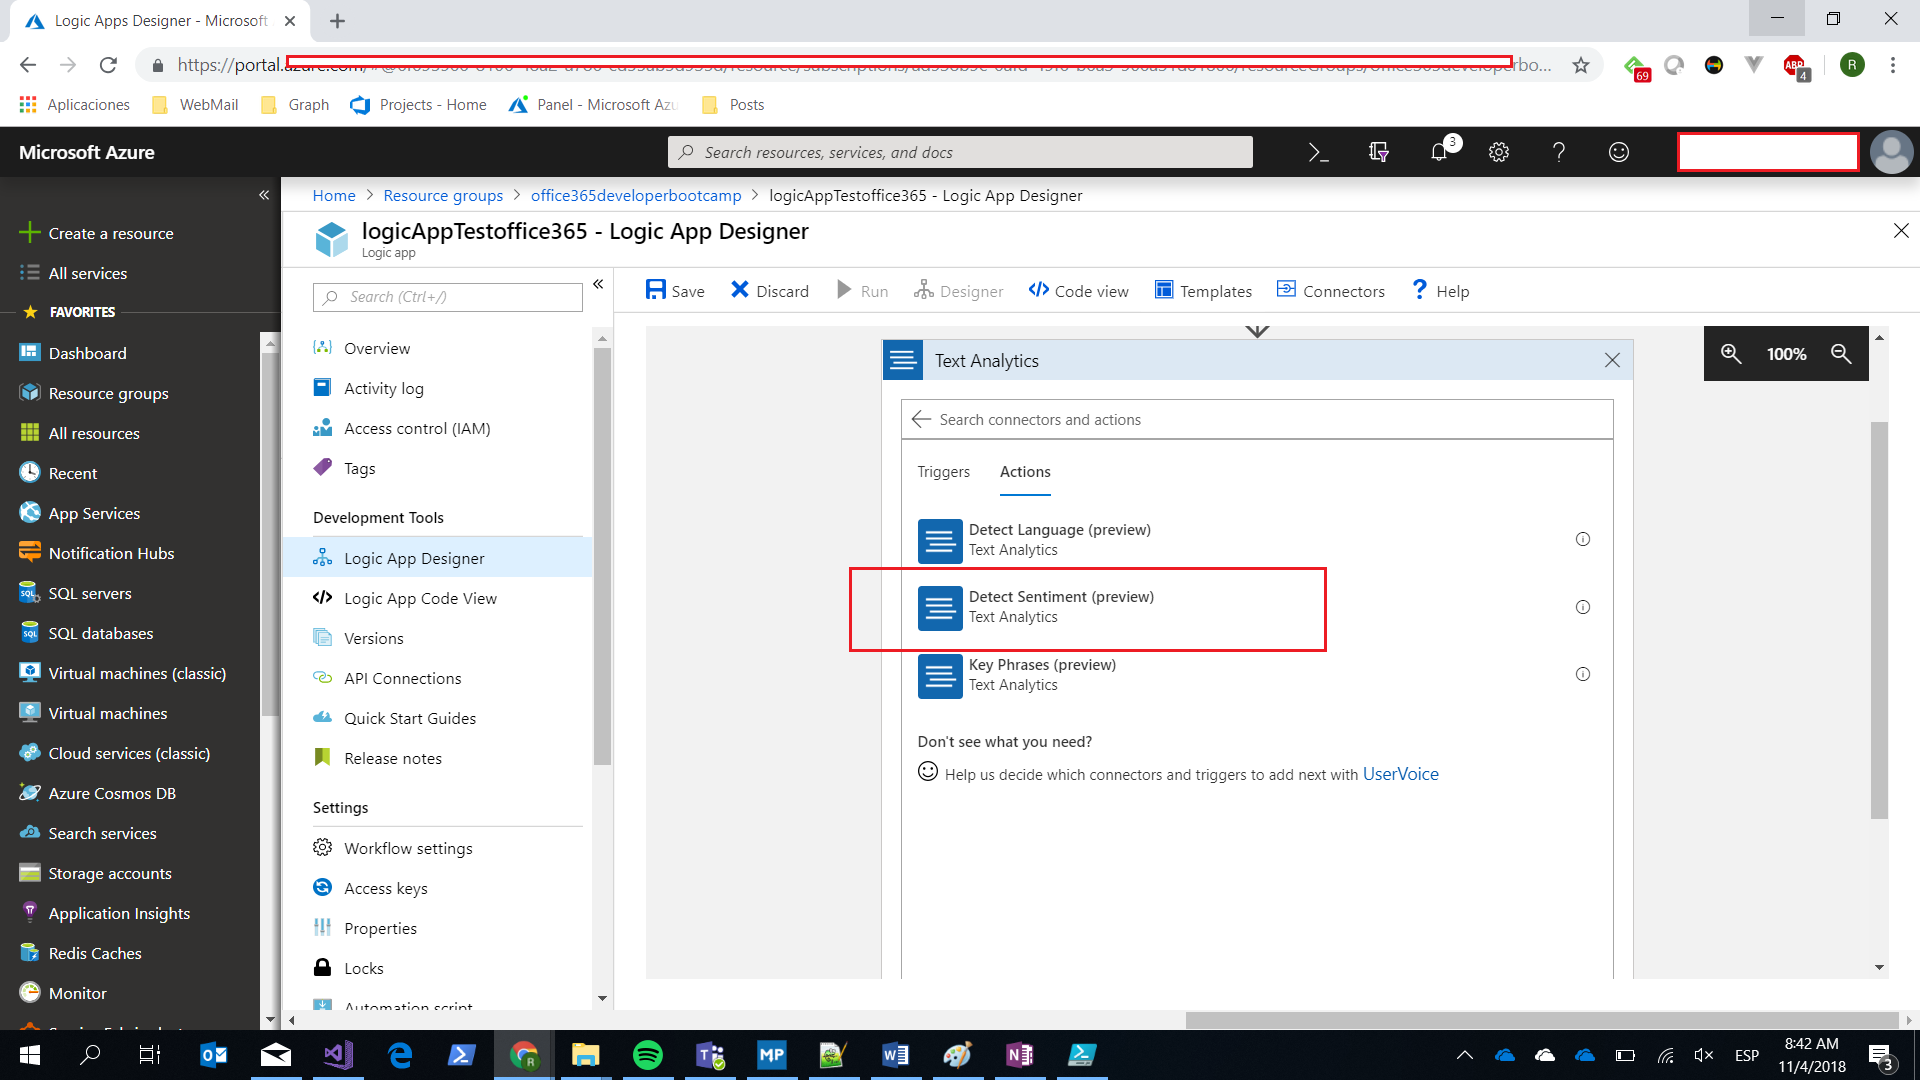 Logic Apps Designer - Microsoft
https://portal.azure.com
69
ABP
4
R
Aplicaciones
WebMail
Graph
Projects - Home
Panel - Microsoft Azu
Posts
Microsoft Azure
Search resources, services, and docs
3
Home > Resource groups > office365developerbootcamp > logicAppTestoffice365 - Logic App Designer
logicAppTestoffice365 - Logic App Designer
Logic app
Create a resource
All services
FAVORITES
Dashboard
Resource groups
All resources
Recent
App Services
Notification Hubs
SQL servers
SQL databases
Virtual machines (classic)
Virtual machines
Cloud services (classic)
Azure Cosmos DB
Search services
Storage accounts
Application Insights
Redis Caches
Monitor
Search (Ctrl+/)
Overview
Activity log
Access control (IAM)
Tags
Development Tools
Logic App Designer
Logic App Code View
Versions
API Connections
Quick Start Guides
Release notes
Settings
Workflow settings
Access keys
Properties
Locks
Automation script
Save
Discard
Run
Designer
Code view
Templates
Connectors
Help
100%
Text Analytics
Search connectors and actions
Triggers
Actions
Detect Language (preview)
Text Analytics
Detect Sentiment (preview)
Text Analytics
Key Phrases (preview)
Text Analytics
Don't see what you need?
Help us decide which connectors and triggers to add next with UserVoice
MP
ESP
8:42 AM
11/4/2018
3